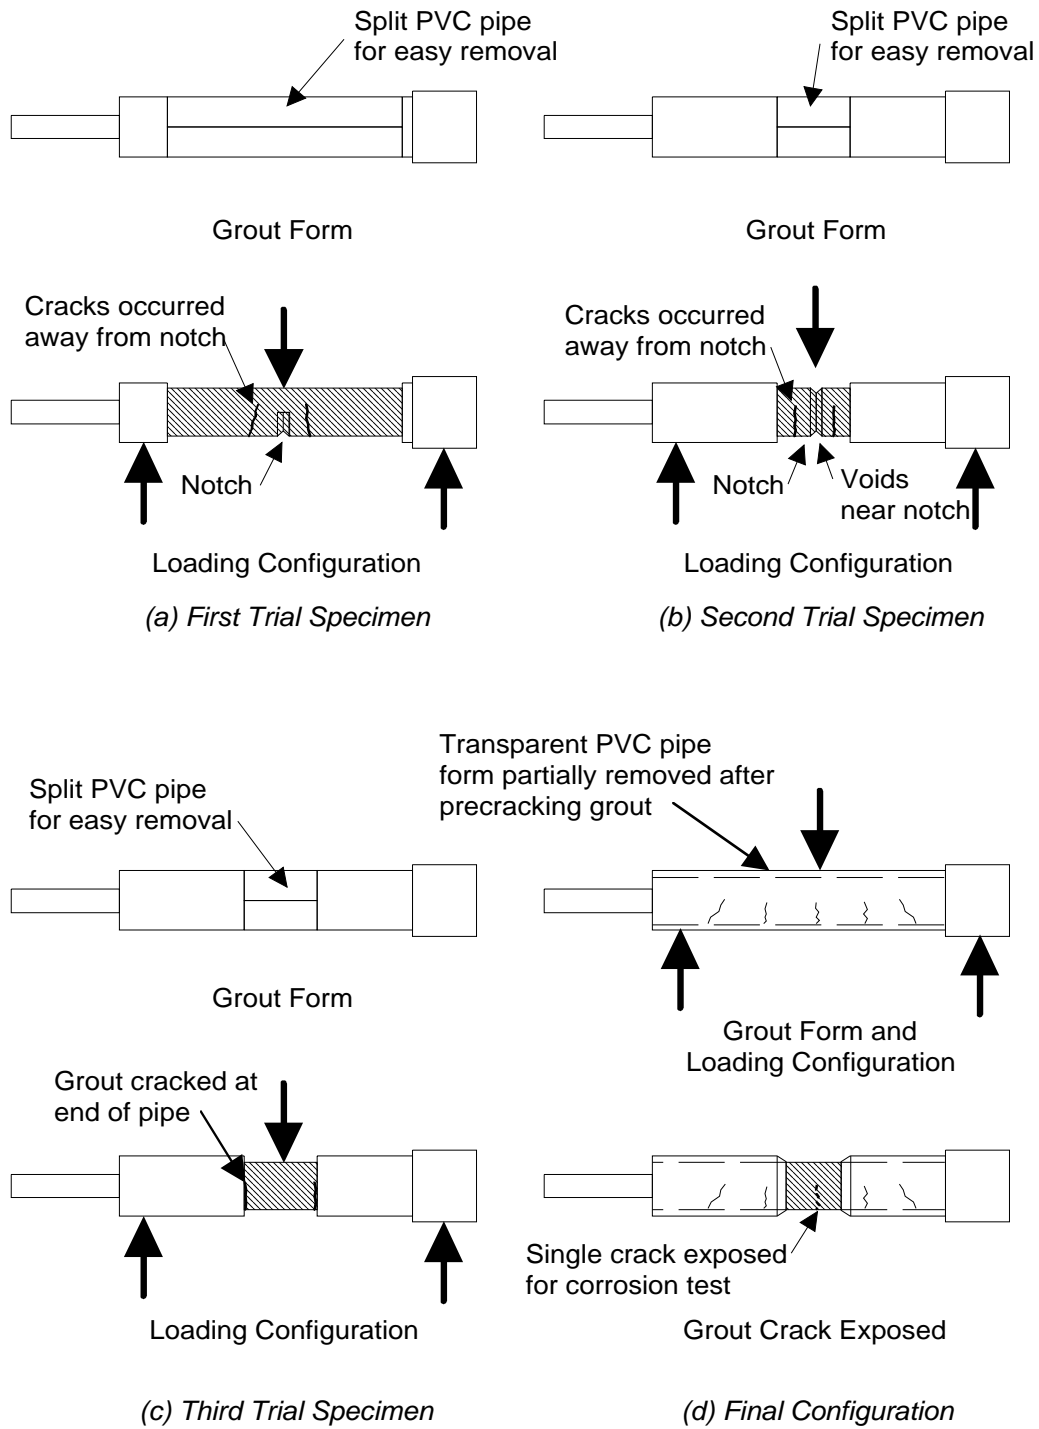 Split PVC pipe
for easy removal
Grout Form
Cracks occurred
away from notch
Notch
Loading Configuration
(a) First Trial Specimen
Split PVC pipe
for easy removal
Grout Form
Cracks occurred
away from notch
Notch
Voids
near notch
Loading Configuration
(b) Second Trial Specimen
Split PVC pipe
for easy removal
Grout Form
Grout cracked at
end of pipe
Loading Configuration
(c) Third Trial Specimen
Transparent PVC pipe
form partially removed after
precracking grout
Grout Form and
Loading Configuration
Single crack exposed
for corrosion test
Grout Crack Exposed
(d) Final Configuration